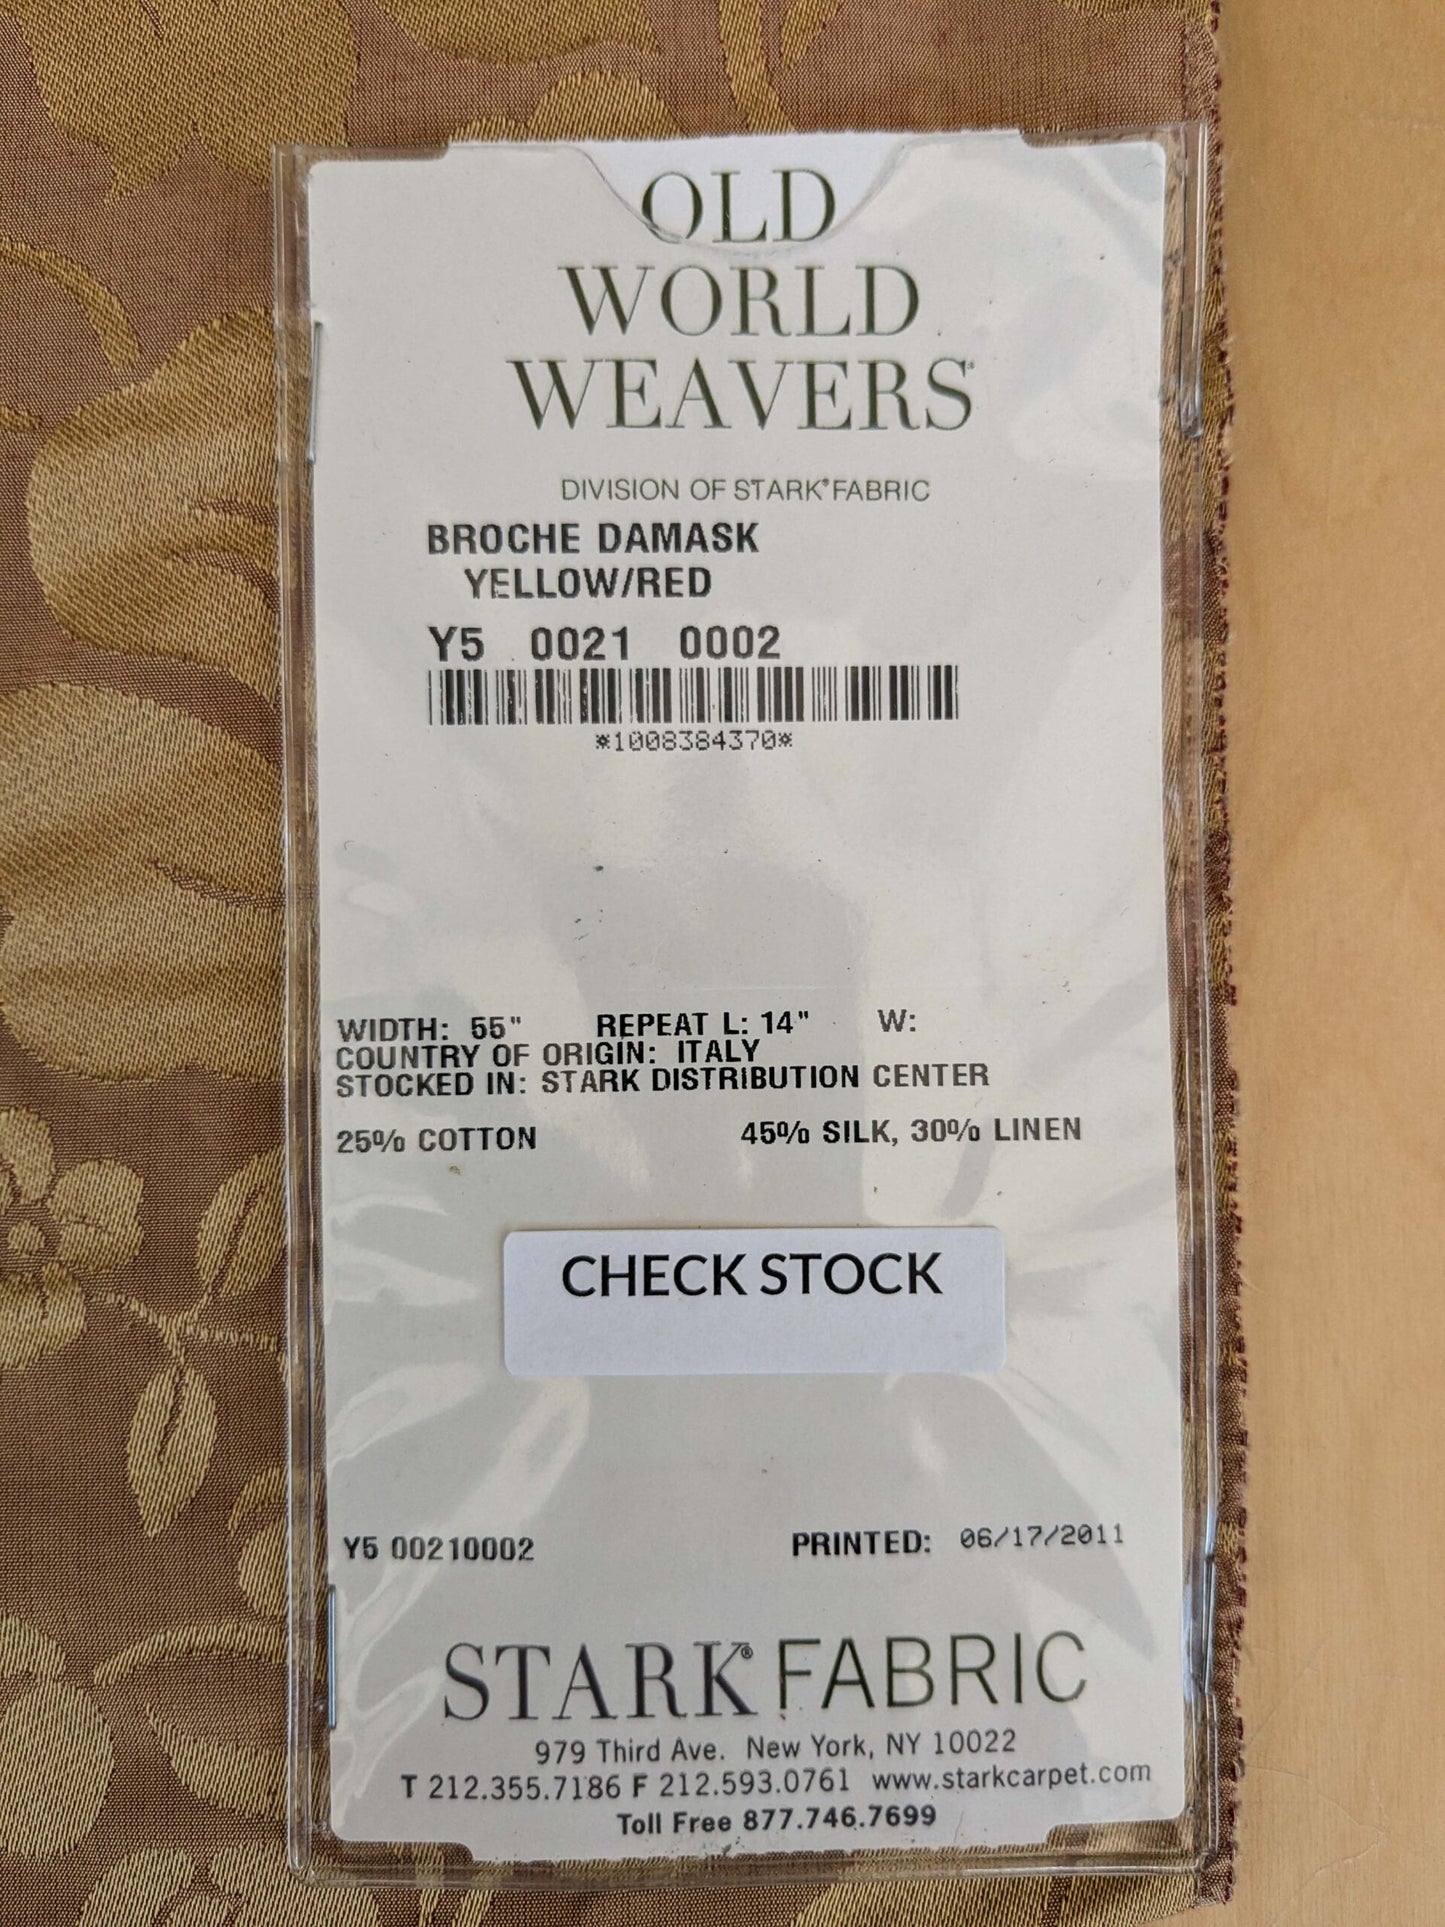 OLD
WORLD
WEAVERS®
DIVISION OF STARK® FABRIC
BROCHE DAMASK
YELLOW/RED
Y5 0021 0002
*1008384370*
WIDTH: 55" REPEAT L: 14" W:
COUNTRY OF ORIGIN: ITALY
STOCKED IN: STARK DISTRIBUTION CENTER
25% COTTON 45% SILK, 30% LINEN
CHECK STOCK
Y5 00210002 PRINTED: 06/17/2011
STARK® FABRIC
979 Third Ave. New York, NY 10022
T 212.355.7186 F 212.593.0761 www.starkcarpet.com
Toll Free 877.746.7699